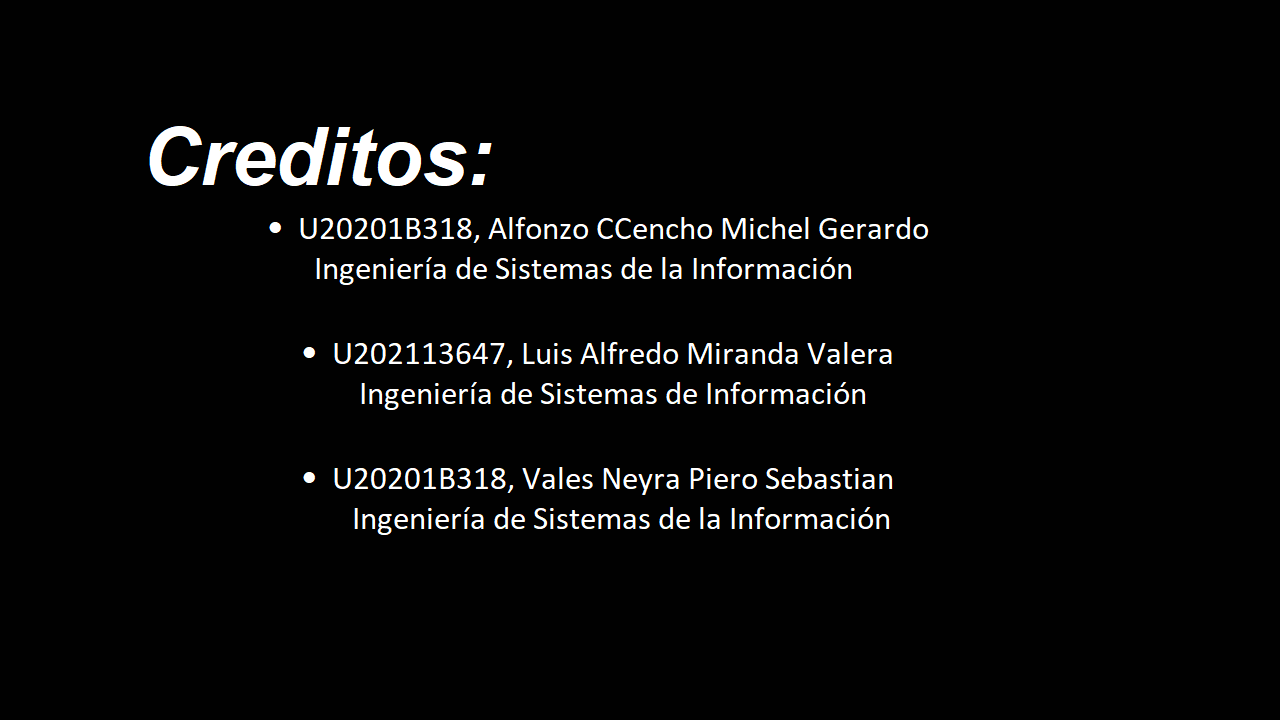 Creditos:
• U20201B318, Alfonzo CCencho Michel Gerardo
Ingeniería de Sistemas de la Información
• U202113647, Luis Alfredo Miranda Valera
Ingeniería de Sistemas de Información
• U20201B318, Vales Neyra Piero Sebastian
Ingeniería de Sistemas de la Información